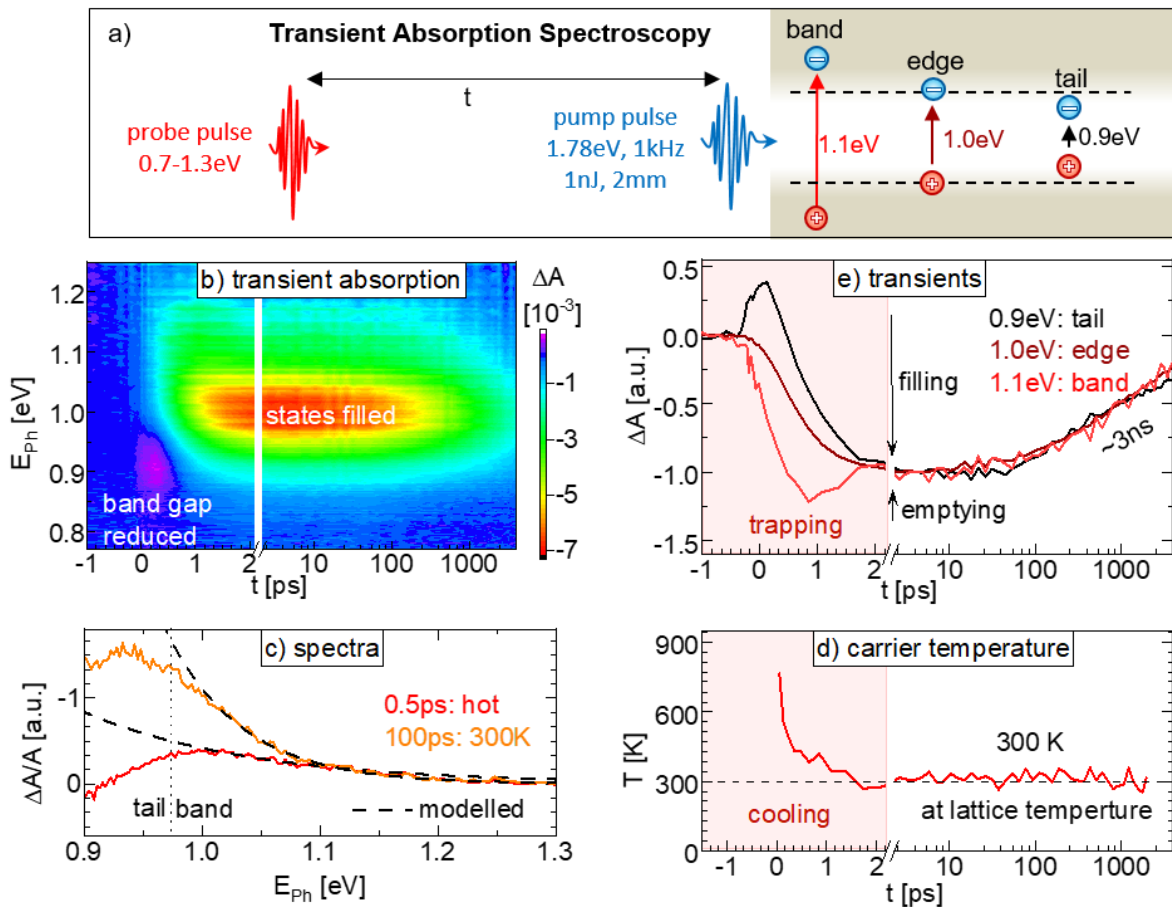 a)
Transient Absorption Spectroscopy
t
probe pulse
0.7-1.3eV
pump pulse
1.78eV, 1kHz
1nJ, 2mm
band
edge
tail
1.1eV
1.0eV
0.9eV
b) transient absorption
ΔA
[10⁻³]
-1
-3
-5
-7
E_Ph [eV]
1.2
1.1
1.0
0.9
0.8
states filled
band gap
reduced
-1 0 1 2 10 100 1000
t [ps]
e) transients
ΔA [a.u.]
0.5
0.0
-0.5
-1.0
-1.5
0.9eV: tail
1.0eV: edge
1.1eV: band
filling
~3ns
emptying
trapping
-1 0 1 2 10 100 1000
t [ps]
c) spectra
ΔA/A [a.u.]
-1
0
0.5ps: hot
100ps: 300K
tail band
modelled
0.9 1.0 1.1 1.2 1.3
E_Ph [eV]
d) carrier temperature
T [K]
900
600
300
0
300 K
cooling
at lattice temperture
-1 0 1 2 10 100 1000
t [ps]